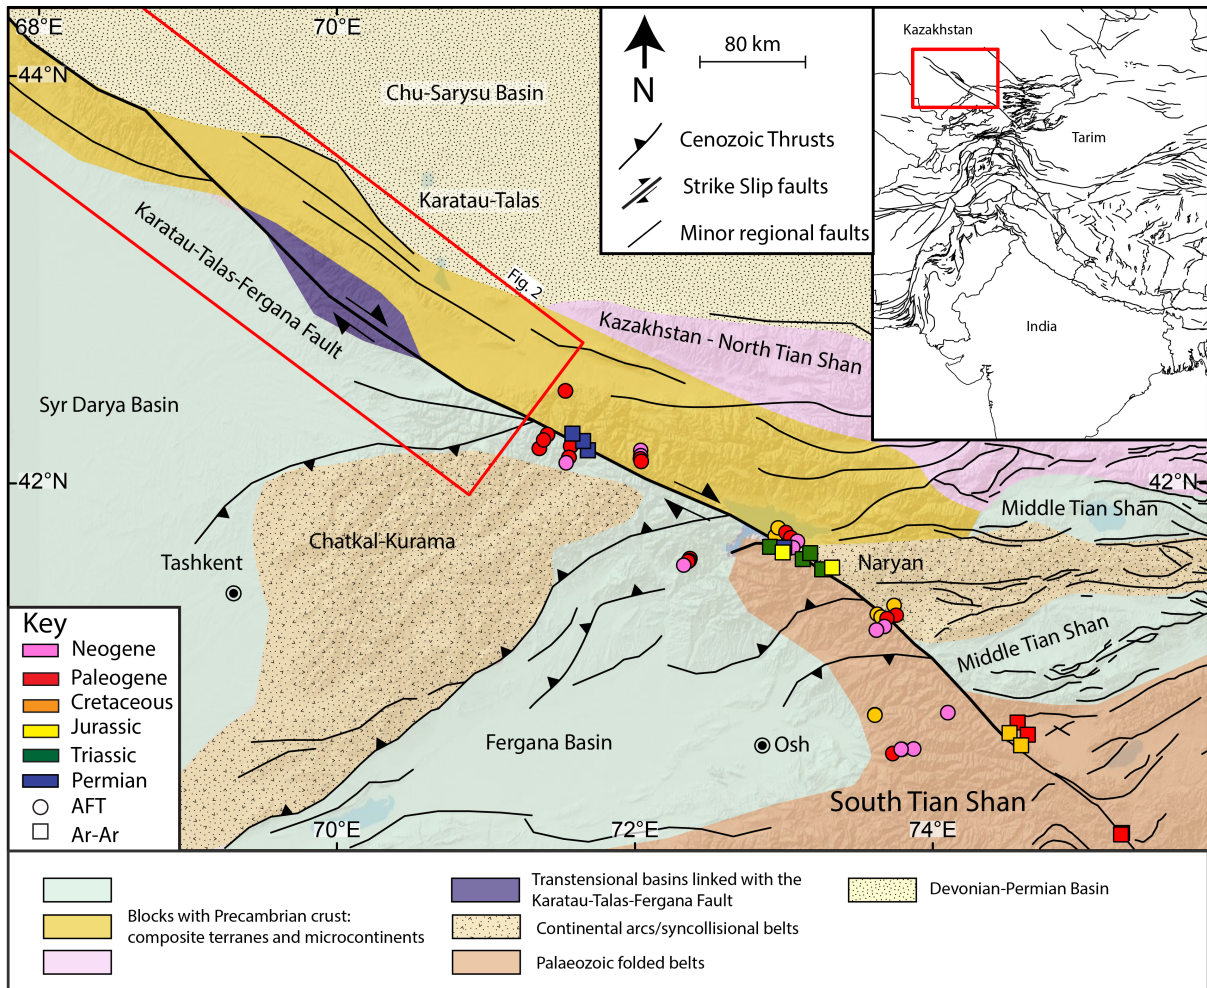 68°E
70°E
44°N
Chu-Sarysu Basin
80 km
N
Cenozoic Thrusts
Strike Slip faults
Minor regional faults
Kazakhstan
Tarim
India
Karatau-Talas
Karatau-Talas-Fergana Fault
Fig. 2
Kazakhstan - North Tian Shan
Syr Darya Basin
42°N
42°N
Middle Tian Shan
Chatkal-Kurama
Tashkent
Naryan
Middle Tian Shan
Key
Neogene
Paleogene
Cretaceous
Jurassic
Triassic
Permian
AFT
Ar-Ar
Fergana Basin
Osh
South Tian Shan
70°E
72°E
74°E
Blocks with Precambrian crust:
composite terranes and microcontinents
Transtensional basins linked with the
Karatau-Talas-Fergana Fault
Continental arcs/syncollisional belts
Palaeozoic folded belts
Devonian-Permian Basin